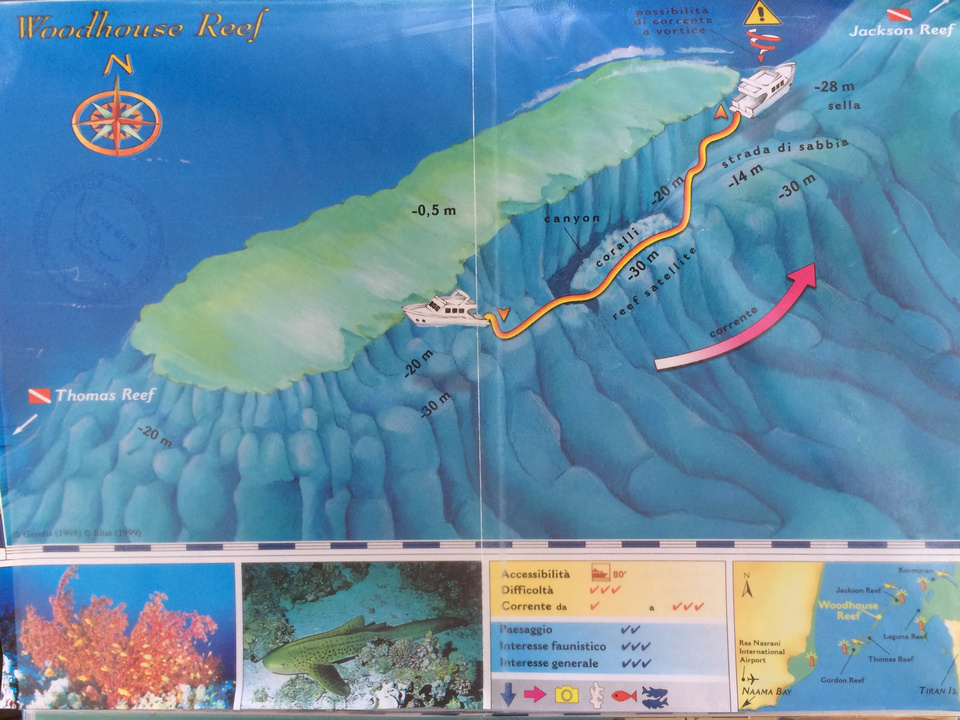 Woodhouse Reef
N
possibilità
di corrente
a vortice
Jackson Reef
-28 m
sella
strada di sabbia
-14 m
-30 m
-20 m
-0,5 m
canyon
coralli
-30 m
reef satellite
corrente
-20 m
-30 m
Thomas Reef
-20 m
(1998) © (1999)
Accessibilità 80'
Difficoltà
Corrente da a
Paesaggio
Interesse faunistico
Interesse generale
N
Jackson Reef
Woodhouse
Reef
Laguna Reef
Ras Nasrani
International
Airport
Thomas Reef
Gordon Reef
NAAMA BAY
TIRAN IS.